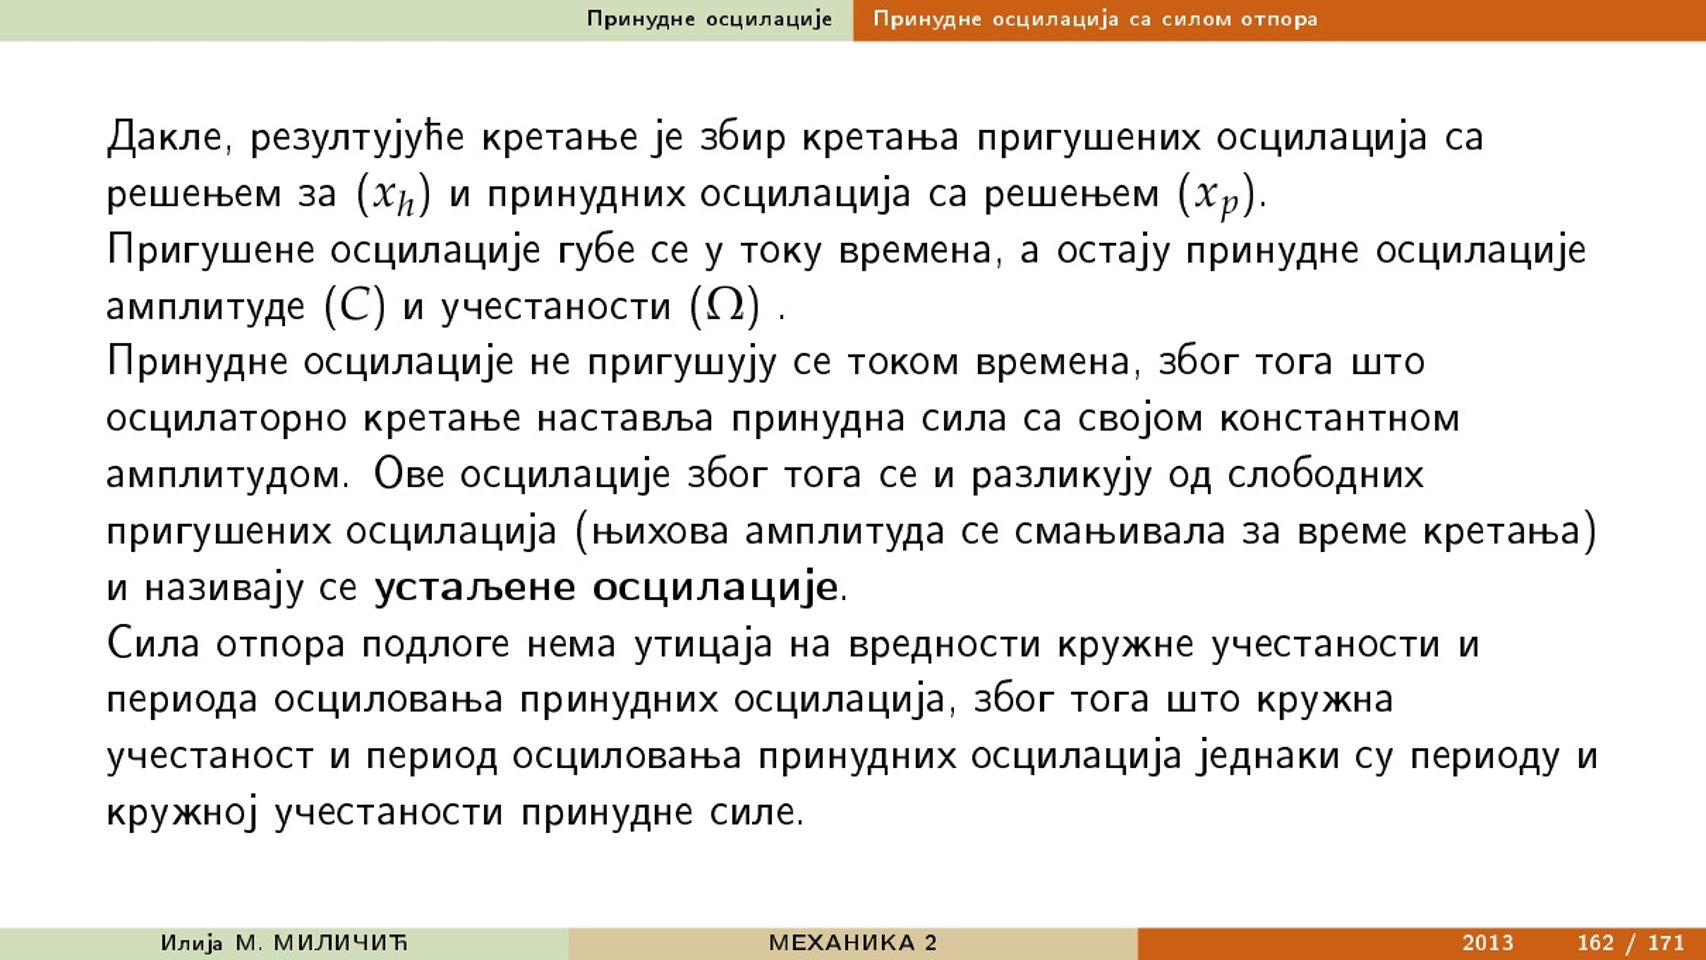 Принудне осцилације
Принудне осцилација са силом отпора
Дакле, резултујуће кретање је збир кретања пригушених осцилација са
решењем за (x_h) и принудних осцилација са решењем (x_p).
Пригушене осцилације губе се у току времена, а остају принудне осцилације
амплитуде (C) и учестаности (Ω) .
Принудне осцилације не пригушују се током времена, због тога што
осцилаторно кретање наставља принудна сила са својом константном
амплитудом. Ове осцилације због тога се и разликују од слободних
пригушених осцилација (њихова амплитуда се смањивала за време кретања)
и називају се устаљене осцилације.
Сила отпора подлоге нема утицаја на вредности кружне учестаности и
периода осциловања принудних осцилација, због тога што кружна
учестаност и период осциловања принудних осцилација једнаки су периоду и
кружној учестаности принудне силе.
Илија М. МИЛИЧИЋ
МЕХАНИКА 2
2013
162 / 171